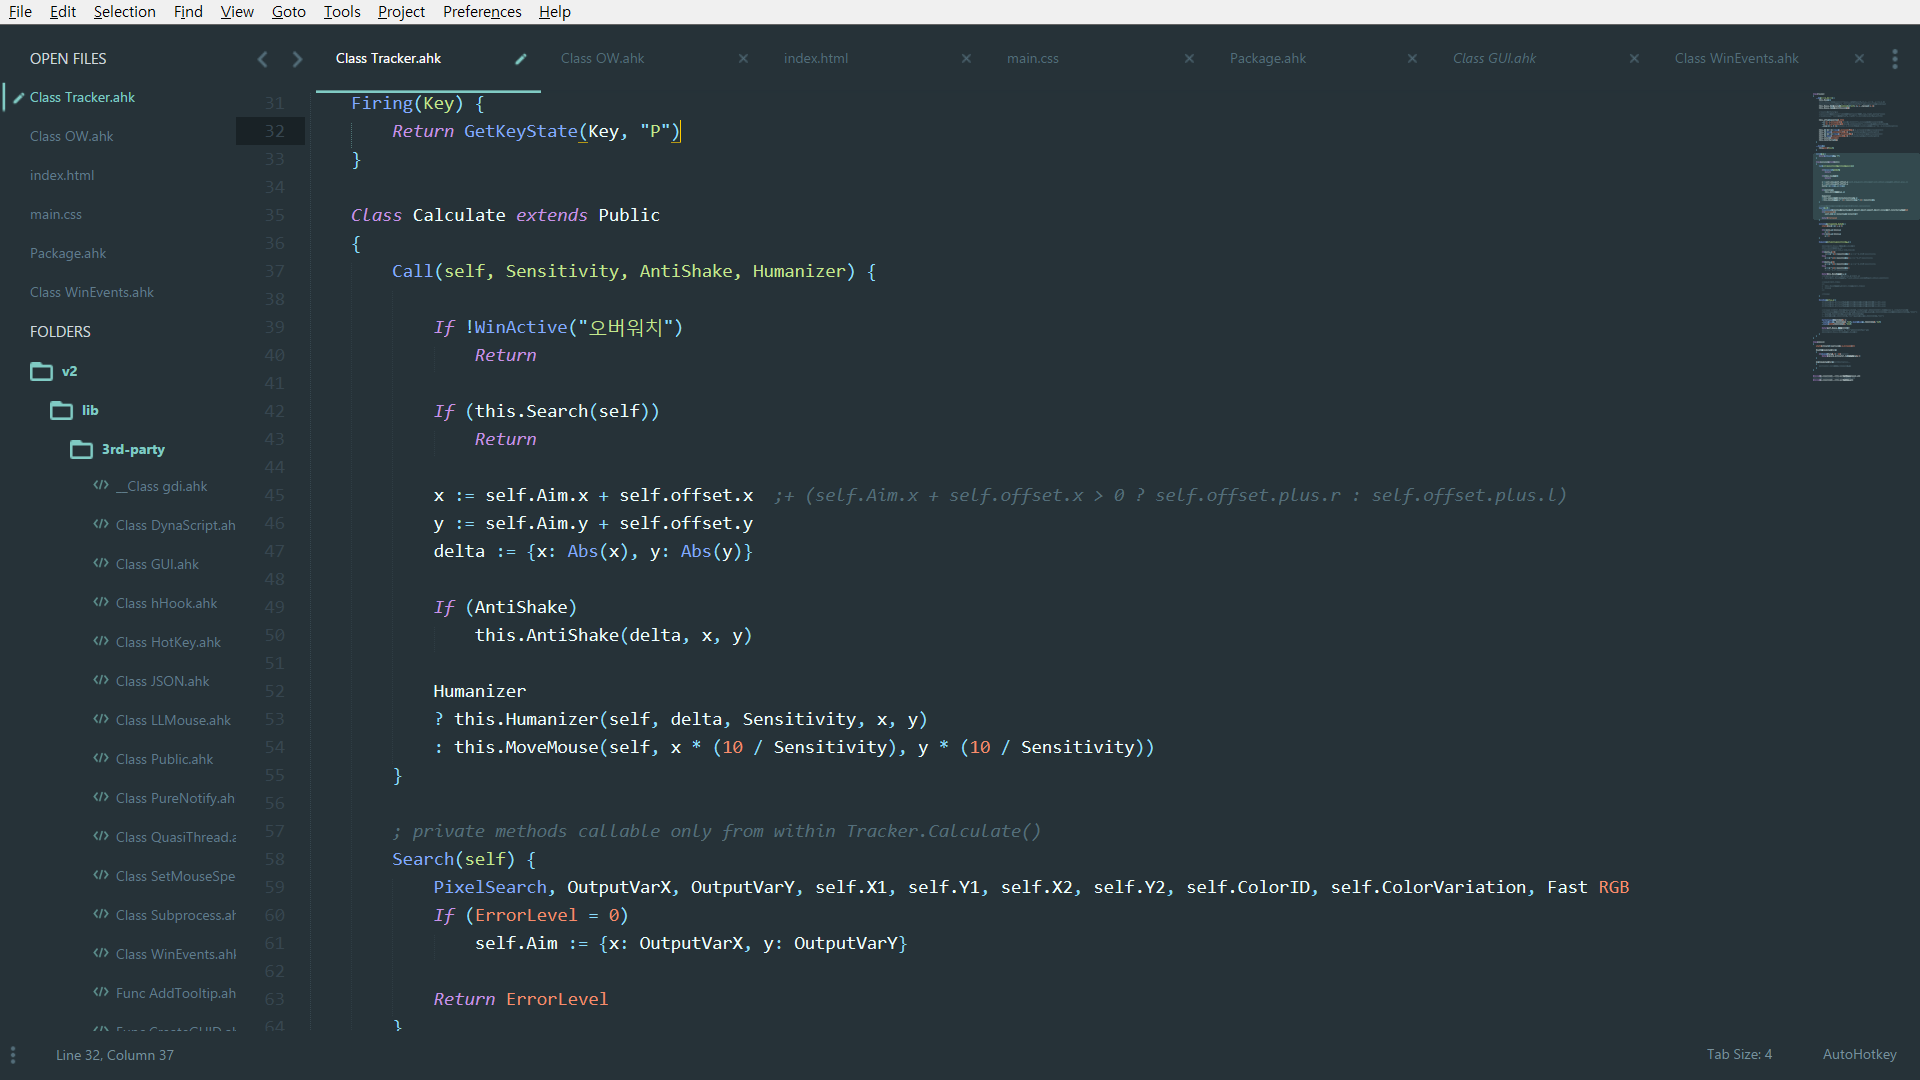 File Edit Selection Find View Goto Tools Project Preferences Help
OPEN FILES
Class Tracker.ahk
Class OW.ahk
index.html
main.css
Package.ahk
Class WinEvents.ahk
FOLDERS
v2
lib
3rd-party
__Class gdi.ahk
Class DynaScript.ah
Class GUI.ahk
Class hHook.ahk
Class HotKey.ahk
Class JSON.ahk
Class LLMouse.ahk
Class Public.ahk
Class PureNotify.ah
Class QuasiThread.a
Class SetMouseSpe
Class Subprocess.ah
Class WinEvents.ahk
Func AddTooltip.ah
Class Tracker.ahk Class OW.ahk index.html main.css Package.ahk Class GUI.ahk Class WinEvents.ahk
31 Firing(Key) {
32 Return GetKeyState(Key, "P")
33 }
34
35 Class Calculate extends Public
36 {
37 Call(self, Sensitivity, AntiShake, Humanizer) {
38
39 If !WinActive("오버워치")
40 Return
41
42 If (this.Search(self))
43 Return
44
45 x := self.Aim.x + self.offset.x ;+ (self.Aim.x + self.offset.x > 0 ? self.offset.plus.r : self.offset.plus.l)
46 y := self.Aim.y + self.offset.y
47 delta := {x: Abs(x), y: Abs(y)}
48
49 If (AntiShake)
50 this.AntiShake(delta, x, y)
51
52 Humanizer
53 ? this.Humanizer(self, delta, Sensitivity, x, y)
54 : this.MoveMouse(self, x * (10 / Sensitivity), y * (10 / Sensitivity))
55 }
56
57 ; private methods callable only from within Tracker.Calculate()
58 Search(self) {
59 PixelSearch, OutputVarX, OutputVarY, self.X1, self.Y1, self.X2, self.Y2, self.ColorID, self.ColorVariation, Fast RGB
60 If (ErrorLevel = 0)
61 self.Aim := {x: OutputVarX, y: OutputVarY}
62
63 Return ErrorLevel
64 }
Line 32, Column 37 Tab Size: 4 AutoHotkey